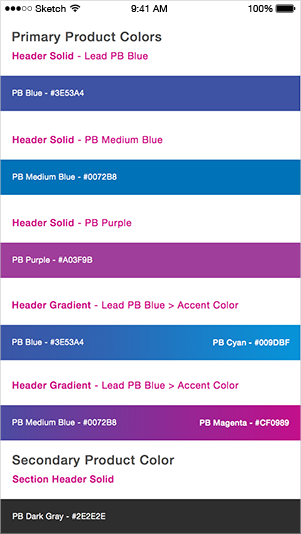 Sketch 9:41 AM 100%
Primary Product Colors
Header Solid - Lead PB Blue
PB Blue - #3E53A4
Header Solid - PB Medium Blue
PB Medium Blue - #0072B8
Header Solid - PB Purple
PB Purple - #A03F9B
Header Gradient - Lead PB Blue > Accent Color
PB Blue - #3E53A4 PB Cyan - #009DBF
Header Gradient - Lead PB Blue > Accent Color
PB Medium Blue - #0072B8 PB Magenta - #CF0989
Secondary Product Color
Section Header Solid
PB Dark Gray - #2E2E2E